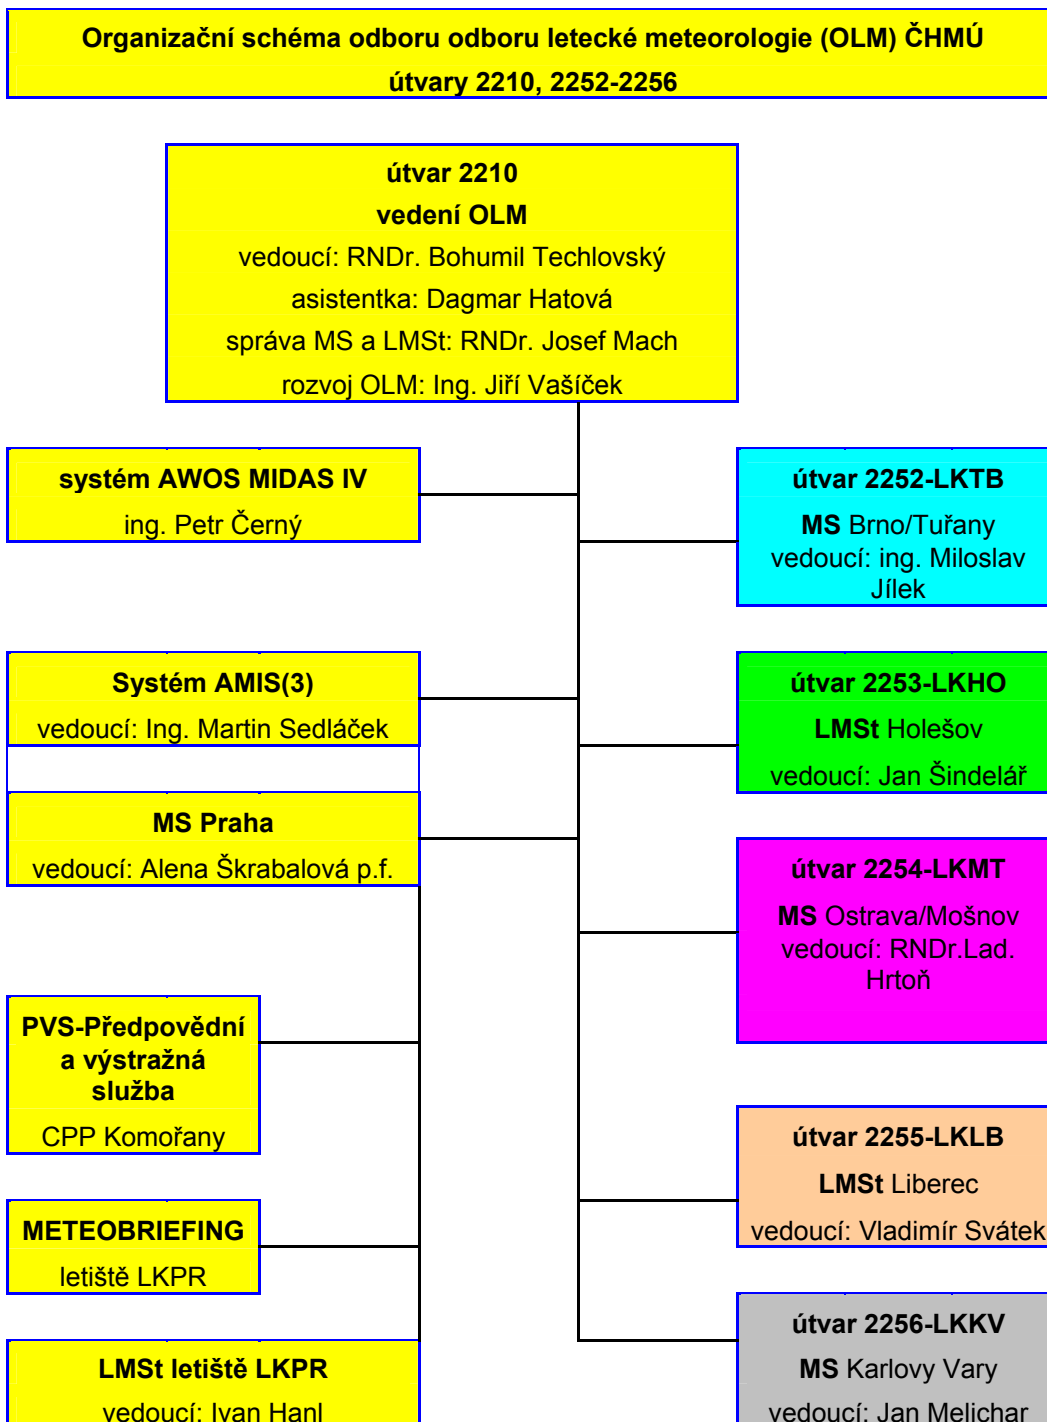 Organizační schéma odboru odboru letecké meteorologie (OLM) ČHMÚ
útvary 2210, 2252-2256
útvar 2210
vedení OLM
vedoucí: RNDr. Bohumil Techlovský
asistentka: Dagmar Hatová
správa MS a LMSt: RNDr. Josef Mach
rozvoj OLM: Ing. Jiří Vašíček
systém AWOS MIDAS IV
ing. Petr Černý
útvar 2252-LKTB
MS Brno/Tuřany
vedoucí: ing. Miloslav
Jílek
Systém AMIS(3)
vedoucí: Ing. Martin Sedláček
útvar 2253-LKHO
LMSt Holešov
vedoucí: Jan Šindelář
MS Praha
vedoucí: Alena Škrabalová p.f.
útvar 2254-LKMT
MS Ostrava/Mošnov
vedoucí: RNDr.Lad.
Hrtoň
PVS-Předpovědní
a výstražná
služba
CPP Komořany
útvar 2255-LKLB
LMSt Liberec
vedoucí: Vladimír Svátek
METEOBRIEFING
letiště LKPR
útvar 2256-LKKV
MS Karlovy Vary
vedoucí: Jan Melichar
LMSt letiště LKPR
vedoucí: Ivan Hanl